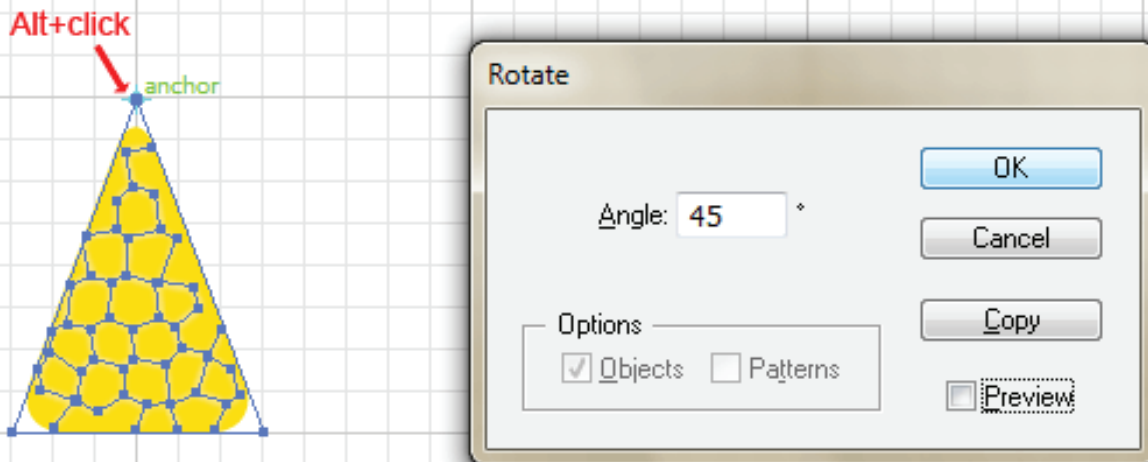 Alt+click
anchor
Rotate
Angle: 45 °
OK
Cancel
Copy
Options
Objects Patterns
Preview